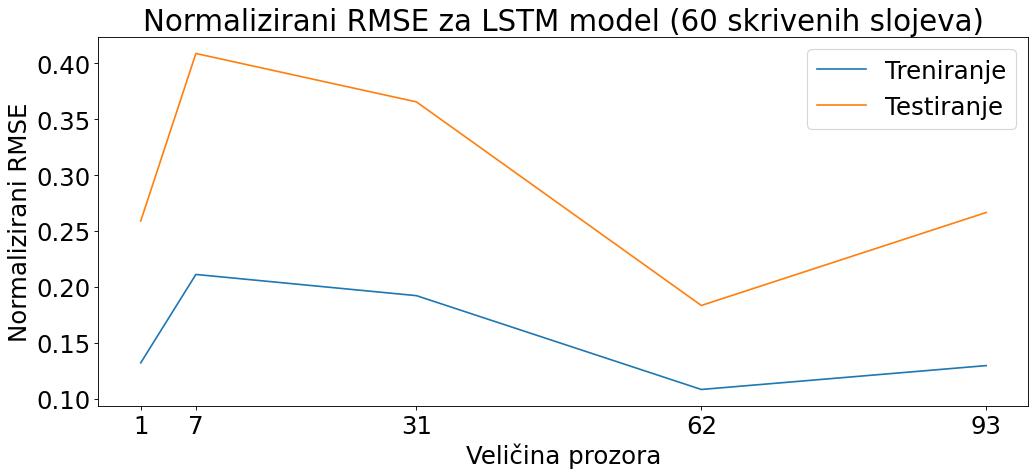 Normalizirani RMSE za LSTM model (60 skrivenih slojeva)
Treniranje
Testiranje
Normalizirani RMSE
0.40
0.35
0.30
0.25
0.20
0.15
0.10
1 7 31 62 93
Veličina prozora